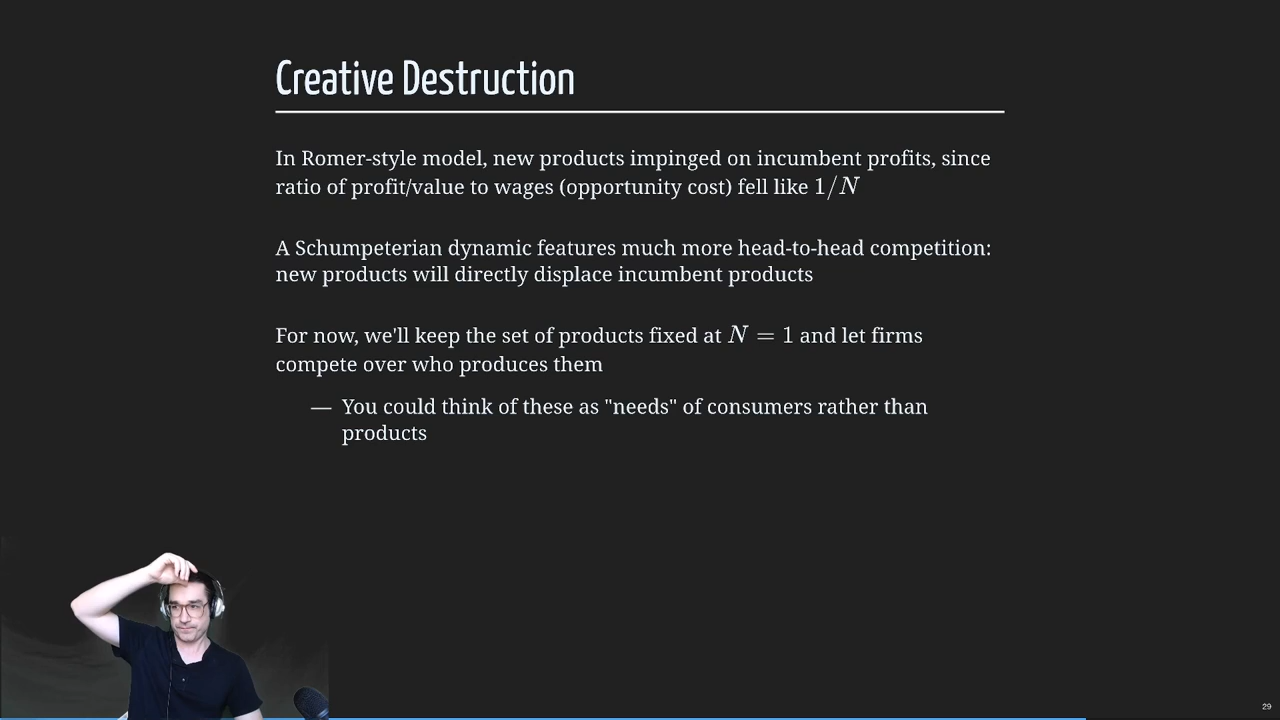 Creative Destruction
In Romer-style model, new products impinged on incumbent profits, since
ratio of profit/value to wages (opportunity cost) fell like 1/N
A Schumpeterian dynamic features much more head-to-head competition:
new products will directly displace incumbent products
For now, we'll keep the set of products fixed at N = 1 and let firms
compete over who produces them
— You could think of these as "needs" of consumers rather than
products
29